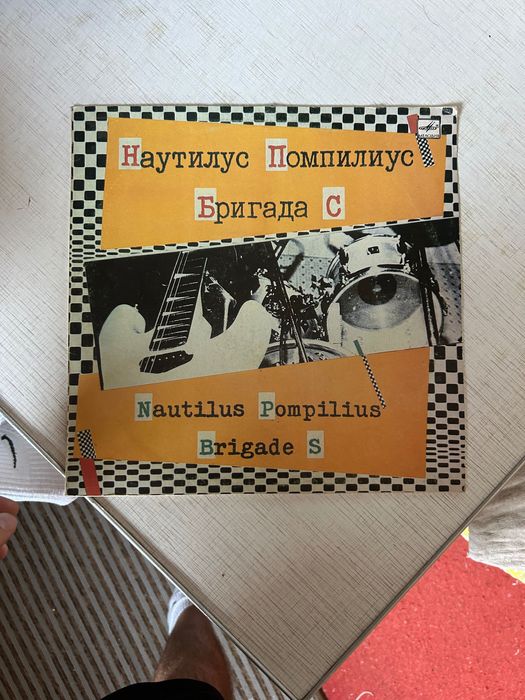 Наутилус Помпилиус
Бригада С
Nautilus Pompilius
Brigade S